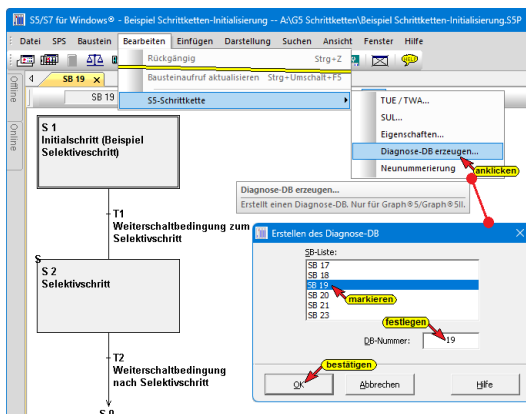 S5/S7 für Windows® - Beispiel Schrittketten-Initialisierung -- A:\G5 Schrittketten\Beispiel Schrittketten-Initialisierung.S5P
Datei SPS Baustein Bearbeiten Einfügen Darstellung Suchen Ansicht Fenster Hilfe
Rückgängig Strg+Z
Bausteinaufruf aktualisieren Strg+Umschalt+F5
S5-Schrittkette
TUE / TWA...
SUL...
Eigenschaften...
Diagnose-DB erzeugen...
Neunummerierung
anklicken
Offline
Online
SB 19 x
SB 19
S 1
Initialschritt (Beispiel
Selektiveschritt)
T1
Weiterschaltbedingung zum
Selektivschritt
S
S 2
Selektivschritt
T2
Weiterschaltbedingung
nach Selektivschritt
S 0
Diagnose-DB erzeugen...
Erstellt einen Diagnose-DB. Nur für Graph®5/Graph®5II.
Erstellen des Diagnose-DB
SB-Liste:
SB 17
SB 18
SB 19
SB 20
SB 21
SB 23
markieren
festlegen
DB-Nummer: 19
bestätigen
OK Abbrechen Hilfe